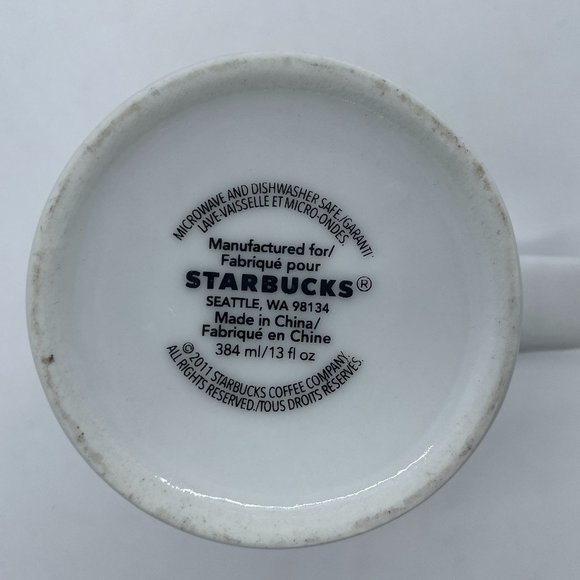 MICROWAVE AND DISHWASHER SAFE./GARANTI
LAVE-VAISSELLE ET MICRO-ONDES.
Manufactured for/
Fabriqué pour
STARBUCKS®
SEATTLE, WA 98134
Made in China/
Fabriqué en Chine
384 ml/13 fl oz
© 2011 STARBUCKS COFFEE COMPANY.
ALL RIGHTS RESERVED./TOUS DROITS RÉSERVÉS.